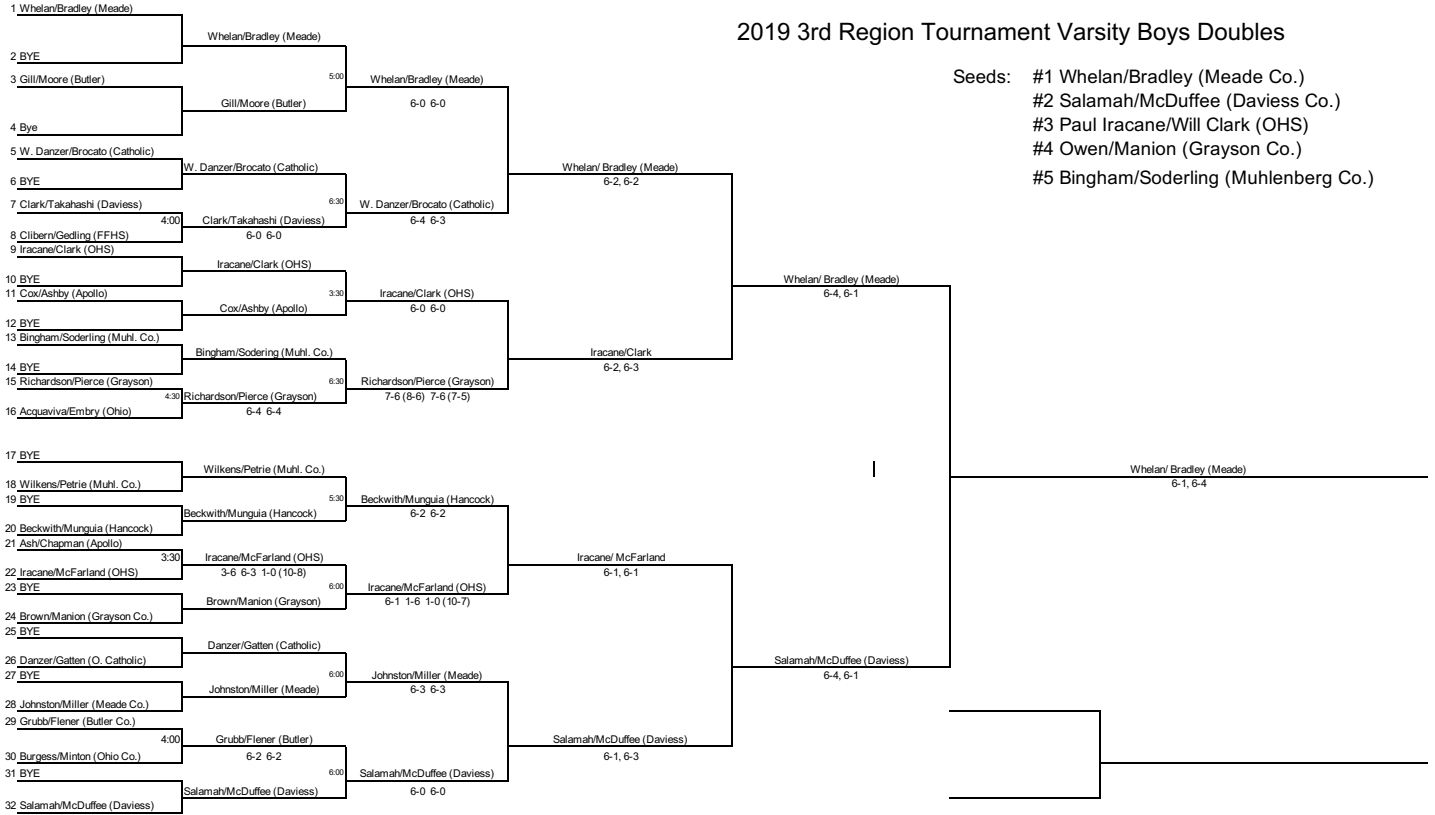 2019 3rd Region Tournament Varsity Boys Doubles
Seeds: #1 Whelan/Bradley (Meade Co.)
#2 Salamah/McDuffee (Daviess Co.)
#3 Paul Iracane/Will Clark (OHS)
#4 Owen/Manion (Grayson Co.)
#5 Bingham/Soderling (Muhlenberg Co.)
1 Whelan/Bradley (Meade)
2 BYE
3 Gill/Moore (Butler)
4 Bye
5 W. Danzer/Brocato (Catholic)
6 BYE
7 Clark/Takahashi (Daviess)
4:00
8 Clibern/Gedling (FFHS)
9 Iracane/Clark (OHS)
10 BYE
11 Cox/Ashby (Apollo)
12 BYE
13 Bingham/Soderling (Muhl. Co.)
14 BYE
15 Richardson/Pierce (Grayson)
4:30
16 Acquaviva/Embry (Ohio)
17 BYE
18 Wilkens/Petrie (Muhl. Co.)
19 BYE
20 Beckwith/Munguia (Hancock)
21 Ash/Chapman (Apollo)
3:30
22 Iracane/McFarland (OHS)
23 BYE
24 Brown/Manion (Grayson Co.)
25 BYE
26 Danzer/Gatten (O. Catholic)
27 BYE
28 Johnston/Miller (Meade Co.)
29 Grubb/Flener (Butler Co.)
4:00
30 Burgess/Minton (Ohio Co.)
31 BYE
32 Salamah/McDuffee (Daviess)
Whelan/Bradley (Meade)
5:00
Gill/Moore (Butler)
W. Danzer/Brocato (Catholic)
6:30
Clark/Takahashi (Daviess)
6-0 6-0
Iracane/Clark (OHS)
3:30
Cox/Ashby (Apollo)
Bingham/Sodering (Muhl. Co.)
6:30
Richardson/Pierce (Grayson)
6-4 6-4
Wilkens/Petrie (Muhl. Co.)
5:30
Beckwith/Munguia (Hancock)
Iracane/McFarland (OHS)
3-6 6-3 1-0 (10-8)
6:00
Brown/Manion (Grayson)
Danzer/Gatten (Catholic)
6:00
Johnston/Miller (Meade)
Grubb/Flener (Butler)
6-2 6-2
6:00
Salamah/McDuffee (Daviess)
Whelan/Bradley (Meade)
6-0 6-0
W. Danzer/Brocato (Catholic)
6-4 6-3
Iracane/Clark (OHS)
6-0 6-0
Richardson/Pierce (Grayson)
7-6 (8-6) 7-6 (7-5)
Beckwith/Munguia (Hancock)
6-2 6-2
Iracane/McFarland (OHS)
6-1 1-6 1-0 (10-7)
Johnston/Miller (Meade)
6-3 6-3
Salamah/McDuffee (Daviess)
6-0 6-0
Whelan/ Bradley (Meade)
6-2, 6-2
Iracane/Clark
6-2, 6-3
Iracane/ McFarland
6-1, 6-1
Salamah/McDuffee (Daviess)
6-1, 6-3
Whelan/ Bradley (Meade)
6-4, 6-1
Salamah/McDuffee (Daviess)
6-4, 6-1
Whelan/ Bradley (Meade)
6-1, 6-4